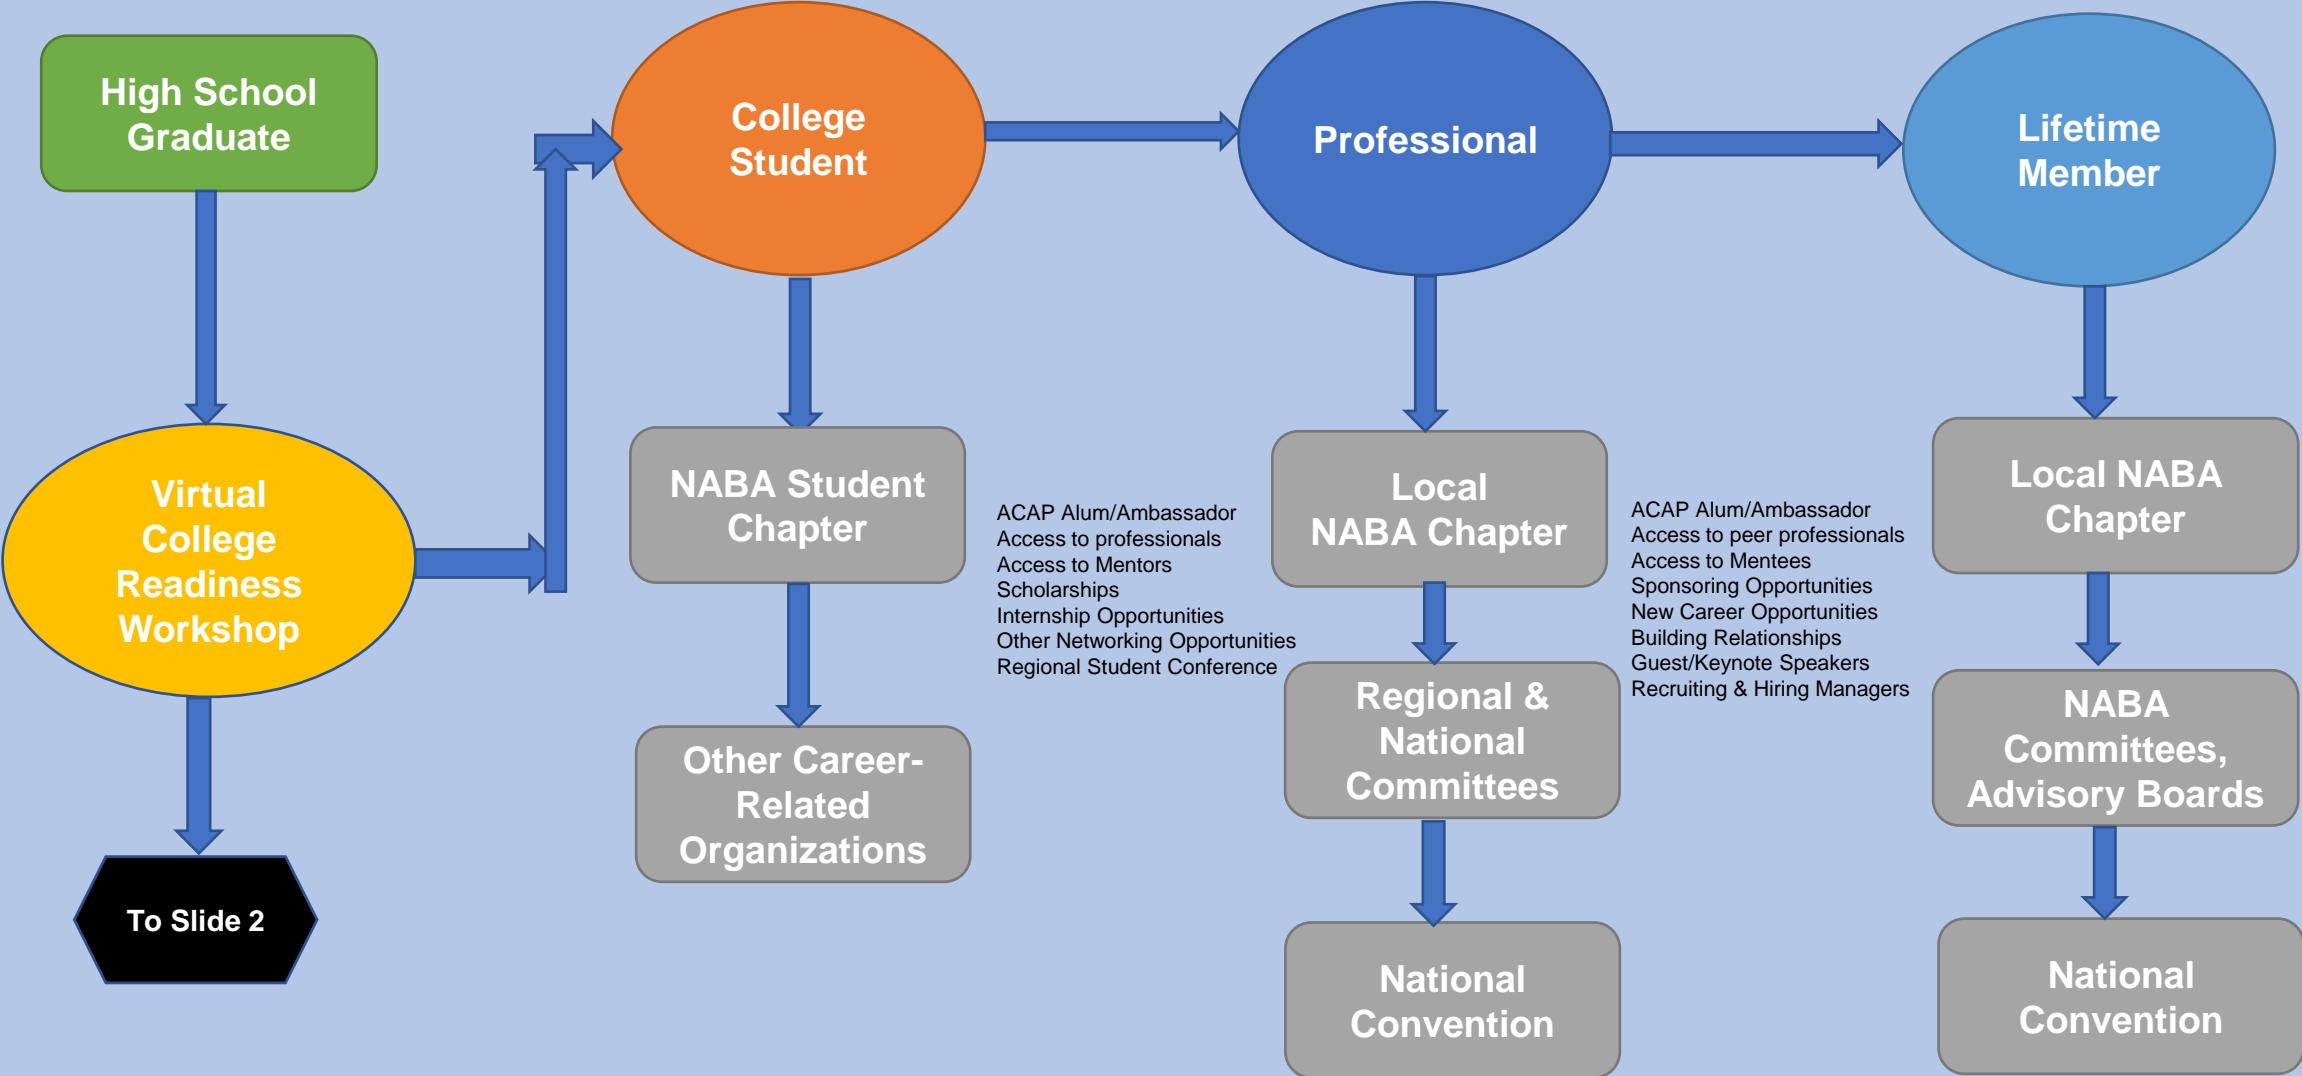 High School
Graduate
Virtual
College
Readiness
Workshop
To Slide 2
College
Student
NABA Student
Chapter
Other Career-
Related
Organizations
ACAP Alum/Ambassador
Access to professionals
Access to Mentors
Scholarships
Internship Opportunities
Other Networking Opportunities
Regional Student Conference
Professional
Local
NABA Chapter
Regional &
National
Committees
National
Convention
ACAP Alum/Ambassador
Access to peer professionals
Access to Mentees
Sponsoring Opportunities
New Career Opportunities
Building Relationships
Guest/Keynote Speakers
Recruiting & Hiring Managers
Lifetime
Member
Local NABA
Chapter
NABA
Committees,
Advisory Boards
National
Convention